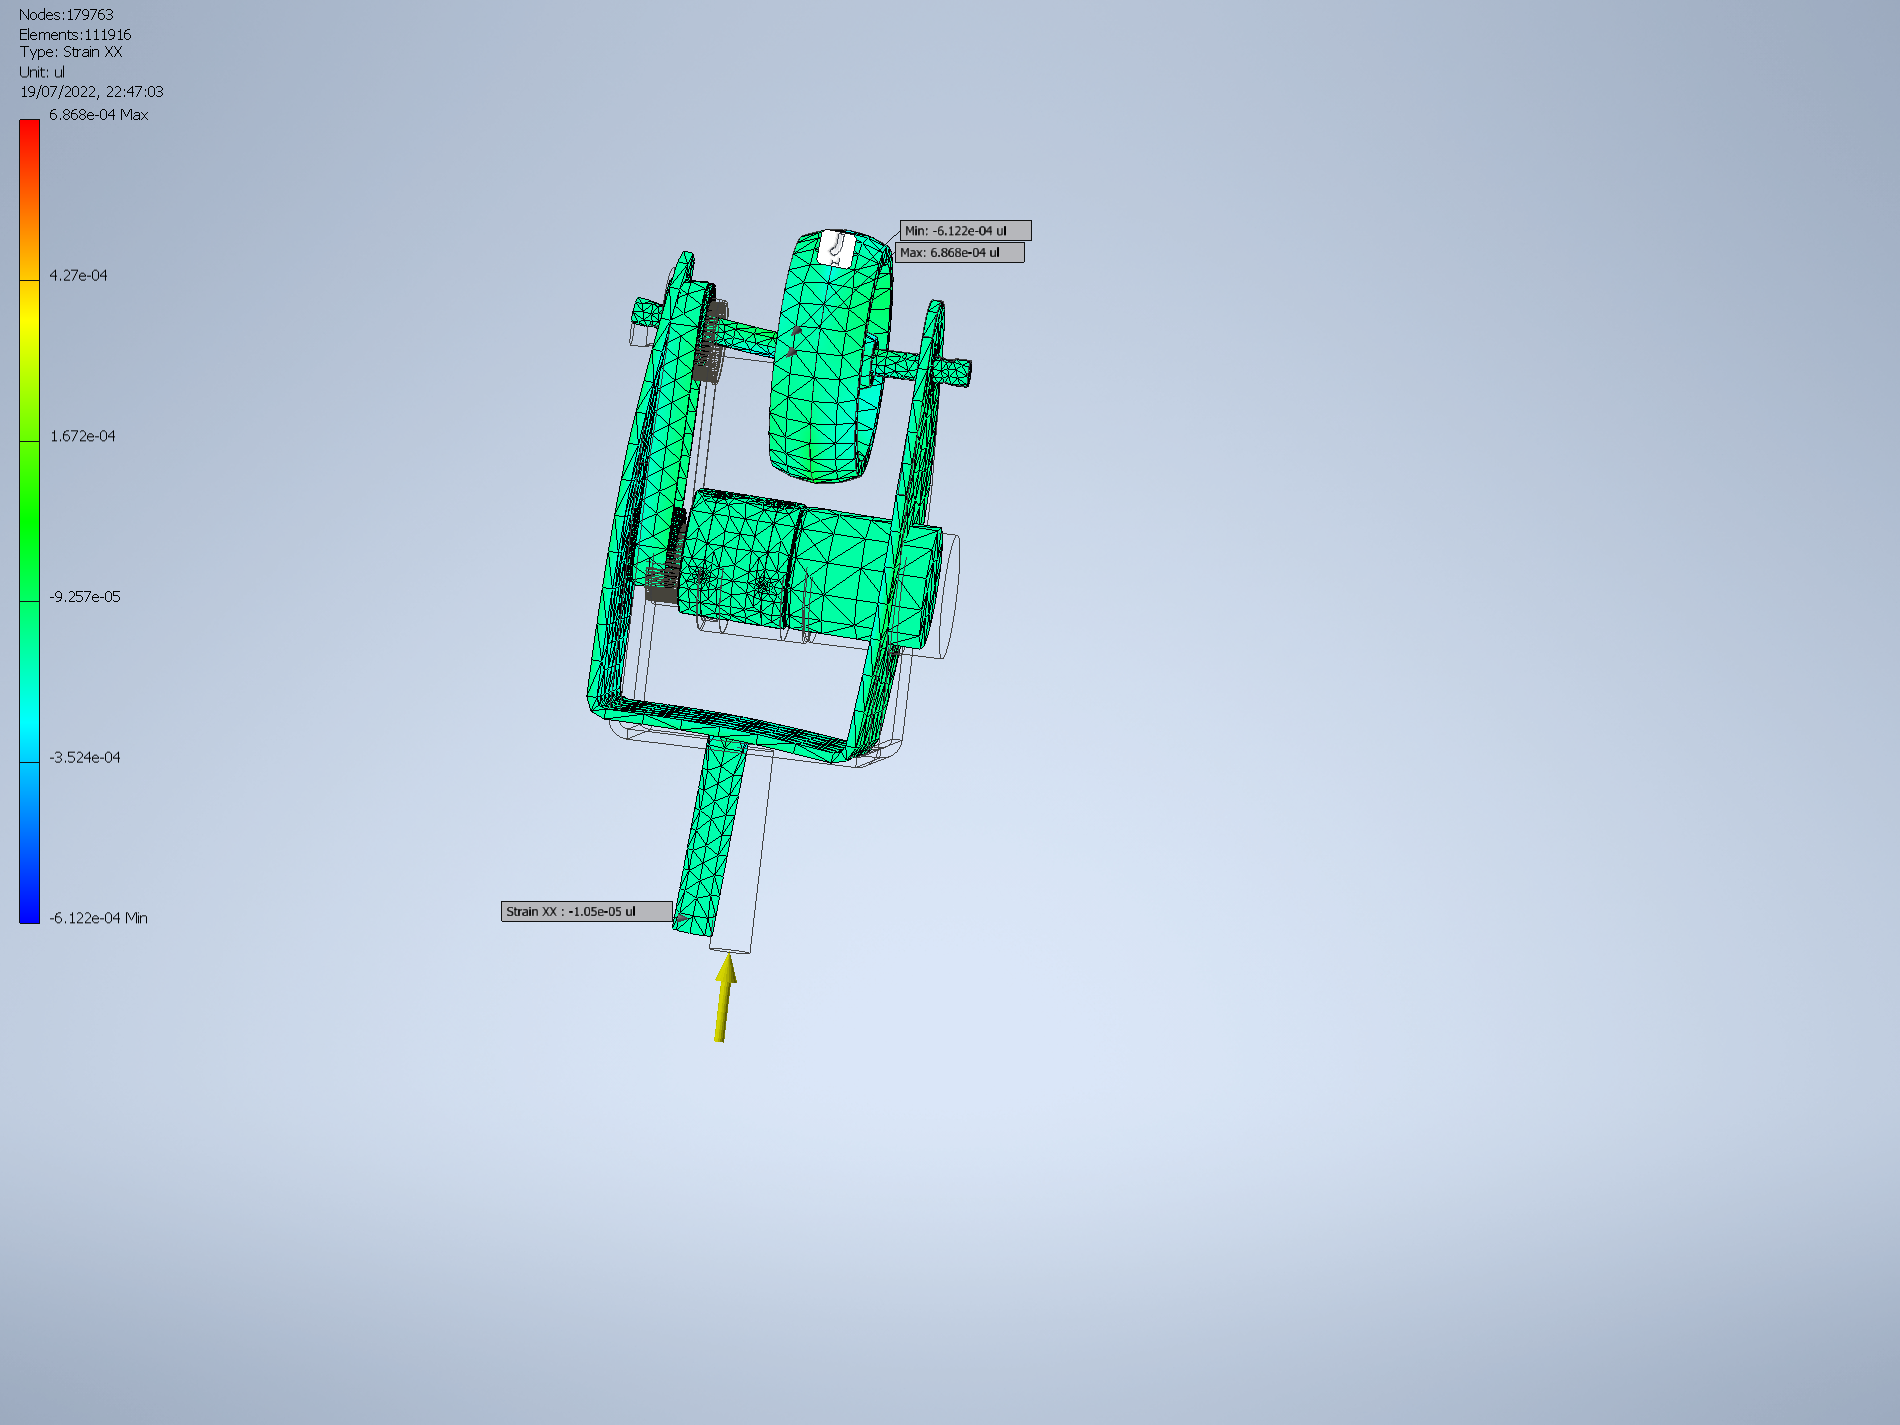 Nodes:179763
Elements:111916
Type: Strain XX
Unit: ul
19/07/2022, 22:47:03
6.868e-04 Max
4.27e-04
1.672e-04
-9.257e-05
-3.524e-04
-6.122e-04 Min
Min: -6.122e-04 ul
Max: 6.868e-04 ul
Strain XX : -1.05e-05 ul